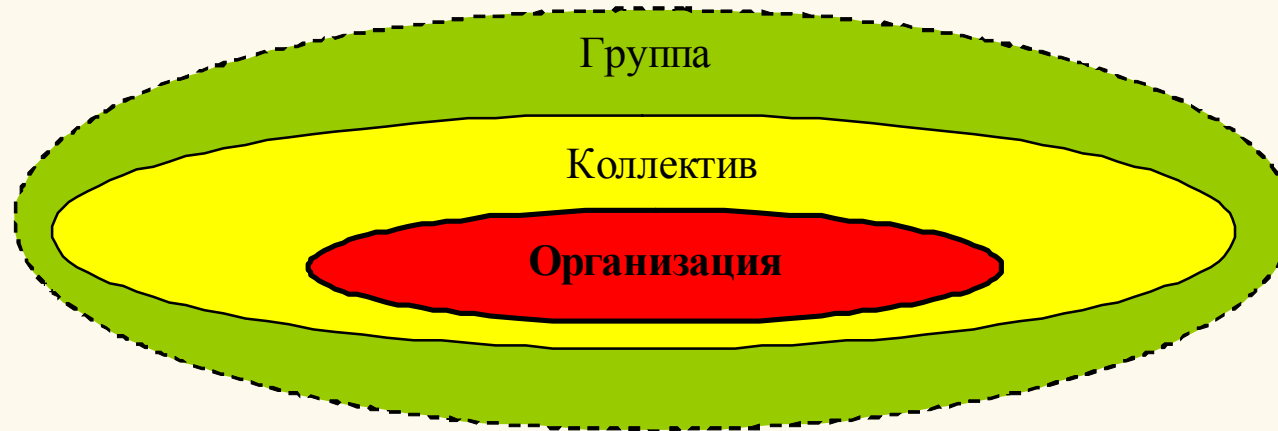 Группа
Коллектив
Организация